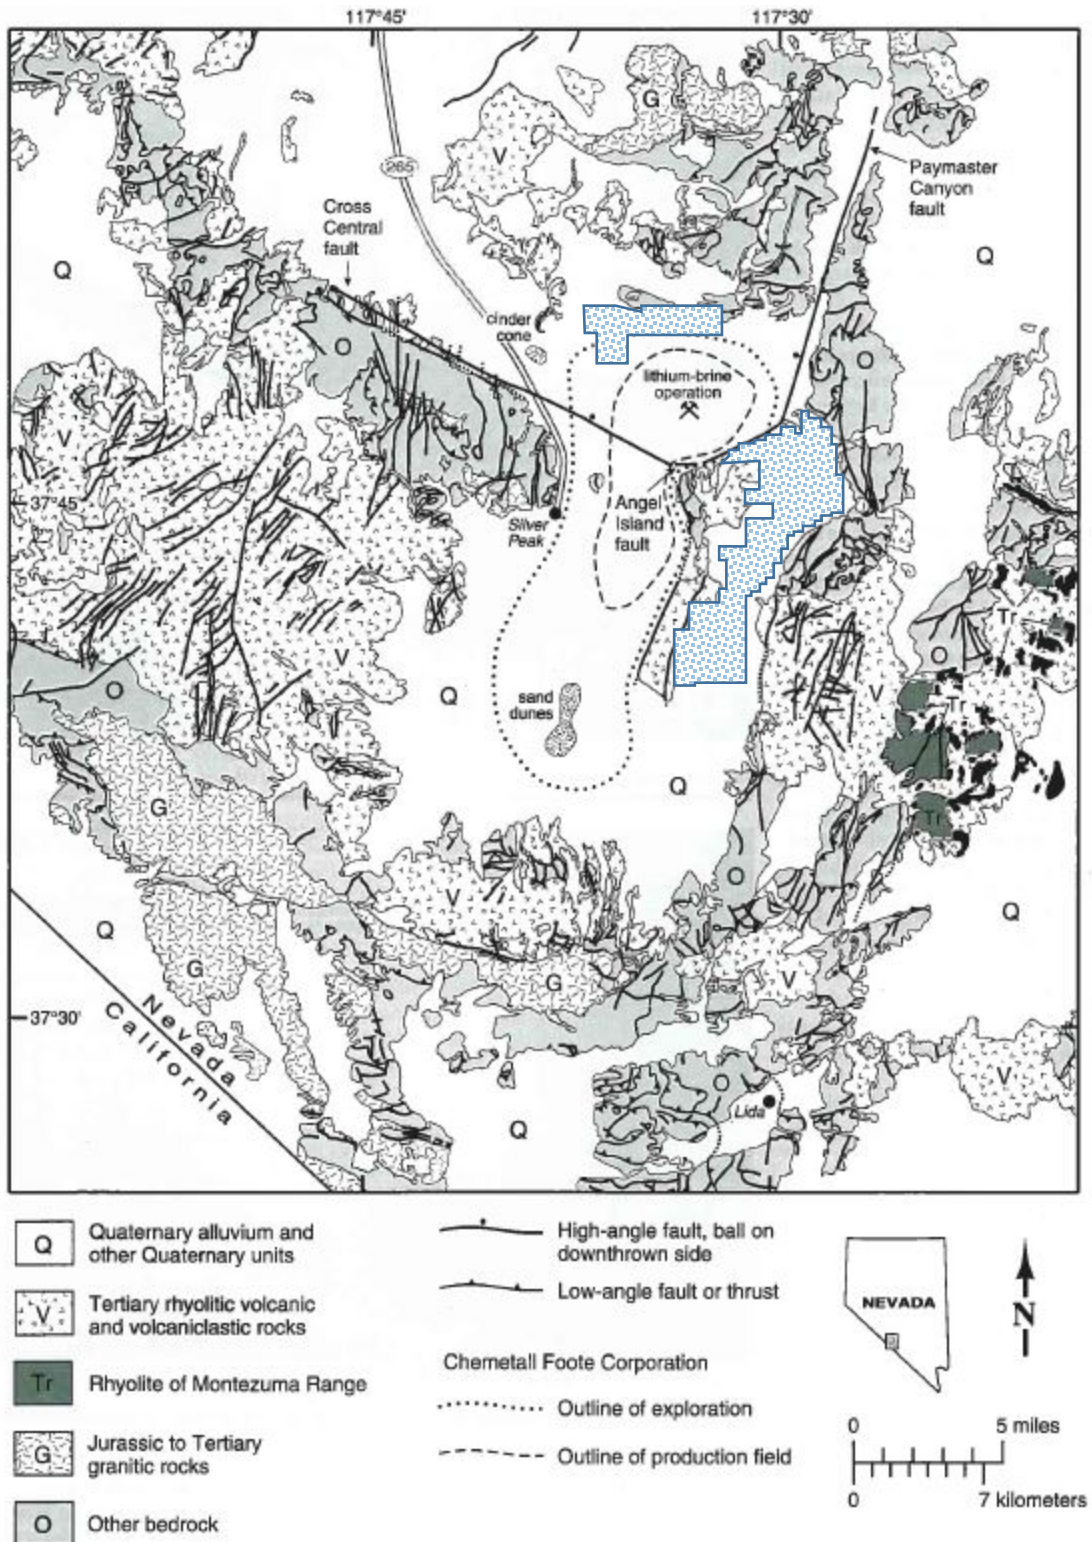 117°45'
117°30'
G
V
265
Paymaster
Canyon
fault
Cross
Central
fault
Q
Q
cinder
cone
O
O
lithium-brine
operation
V
37°45'
Silver
Peak
Angel
Island
fault
Tr
V
O
O
Q
sand
dunes
V
Tr
Q
G
Tr
O
V
Q
Q
G
G
V
Nevada
California
37°30'
O
V
Lida
Q
Q
Quaternary alluvium and
other Quaternary units
V
Tertiary rhyolitic volcanic
and volcaniclastic rocks
Tr
Rhyolite of Montezuma Range
G
Jurassic to Tertiary
granitic rocks
O
Other bedrock
High-angle fault, ball on
downthrown side
Low-angle fault or thrust
Chemetall Foote Corporation
Outline of exploration
Outline of production field
NEVADA
N
0
5 miles
0
7 kilometers